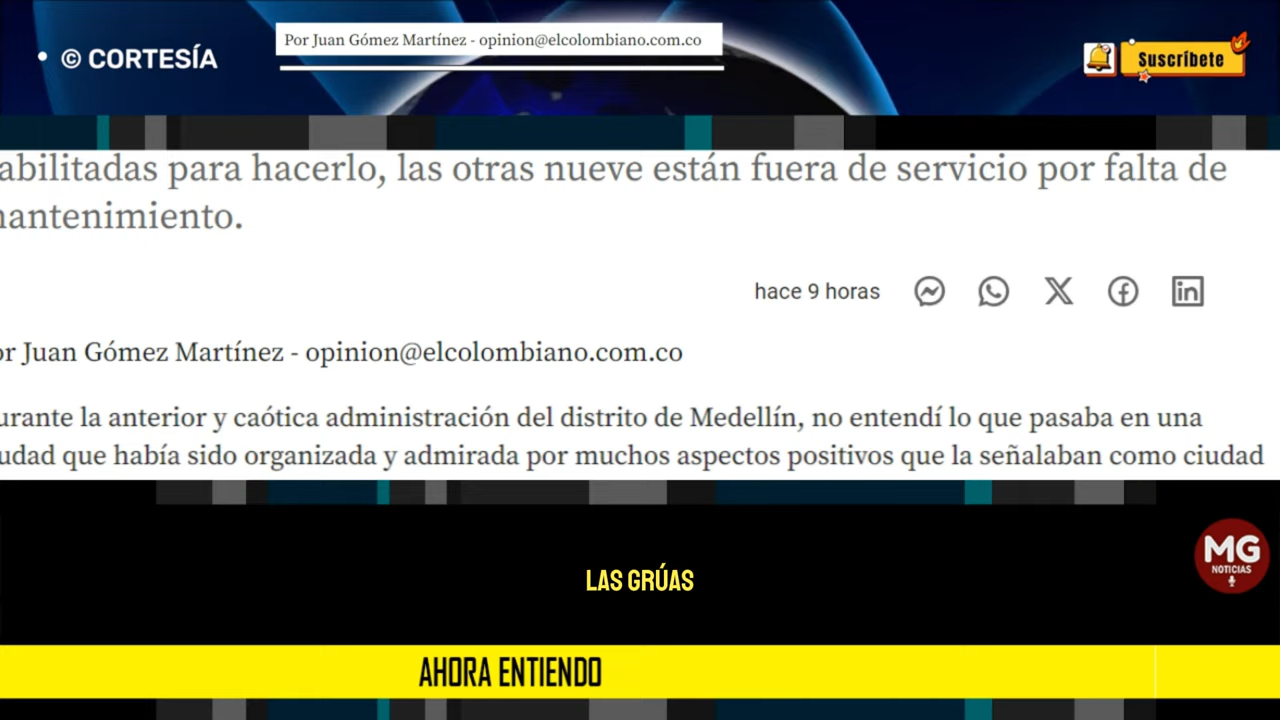 © CORTESÍA
Por Juan Gómez Martínez - opinion@elcolombiano.com.co
Suscríbete
abilitadas para hacerlo, las otras nueve están fuera de servicio por falta de
nantenimiento.
hace 9 horas
or Juan Gómez Martínez - opinion@elcolombiano.com.co
urante la anterior y caótica administración del distrito de Medellín, no entendí lo que pasaba en una
udad que había sido organizada y admirada por muchos aspectos positivos que la señalaban como ciudad
LAS GRÚAS
MG
NOTICIAS
AHORA ENTIENDO